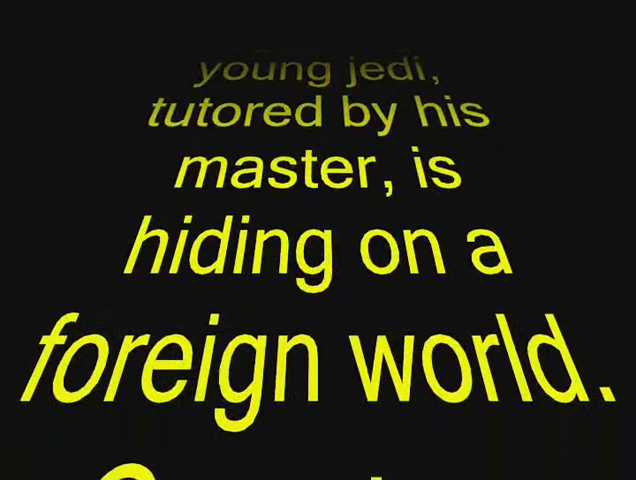 young jedi,
tutored by his
master, is
hiding on a
foreign world.